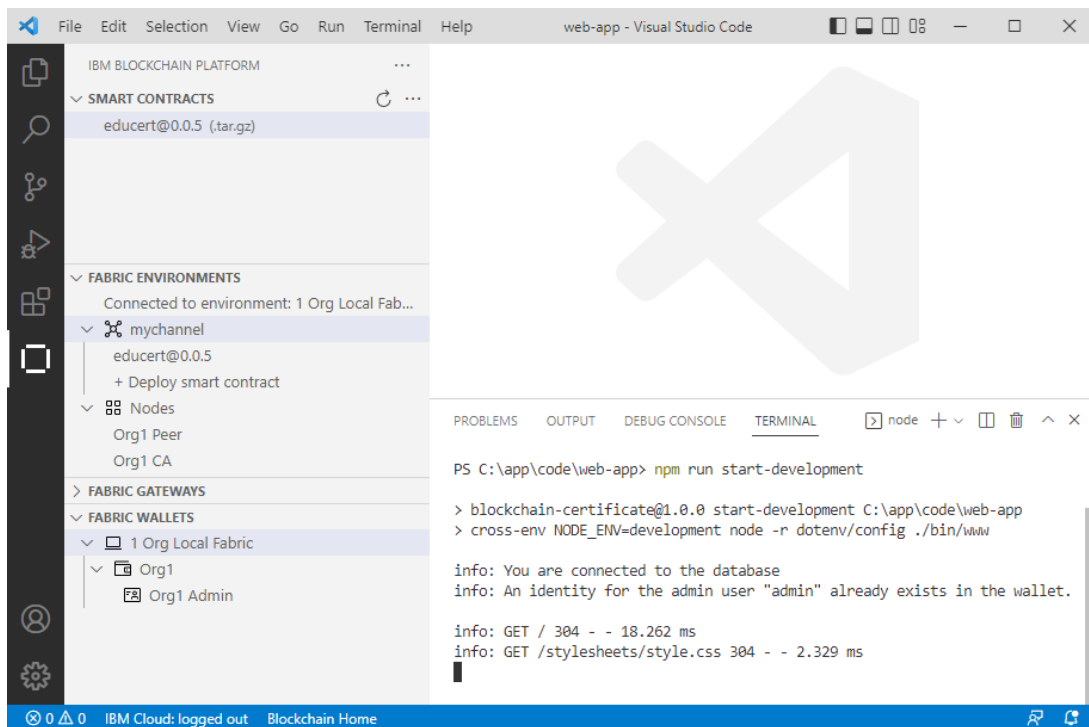 File Edit Selection View Go Run Terminal Help web-app - Visual Studio Code
IBM BLOCKCHAIN PLATFORM
SMART CONTRACTS
educert@0.0.5 (.tar.gz)
FABRIC ENVIRONMENTS
Connected to environment: 1 Org Local Fab...
mychannel
educert@0.0.5
+ Deploy smart contract
Nodes
Org1 Peer
Org1 CA
FABRIC GATEWAYS
FABRIC WALLETS
1 Org Local Fabric
Org1
Org1 Admin
PROBLEMS OUTPUT DEBUG CONSOLE TERMINAL node
PS C:\app\code\web-app> npm run start-development
> blockchain-certificate@1.0.0 start-development C:\app\code\web-app
> cross-env NODE_ENV=development node -r dotenv/config ./bin/www
info: You are connected to the database
info: An identity for the admin user "admin" already exists in the wallet.
info: GET / 304 - - 18.262 ms
info: GET /stylesheets/style.css 304 - - 2.329 ms
0 0 IBM Cloud: logged out Blockchain Home